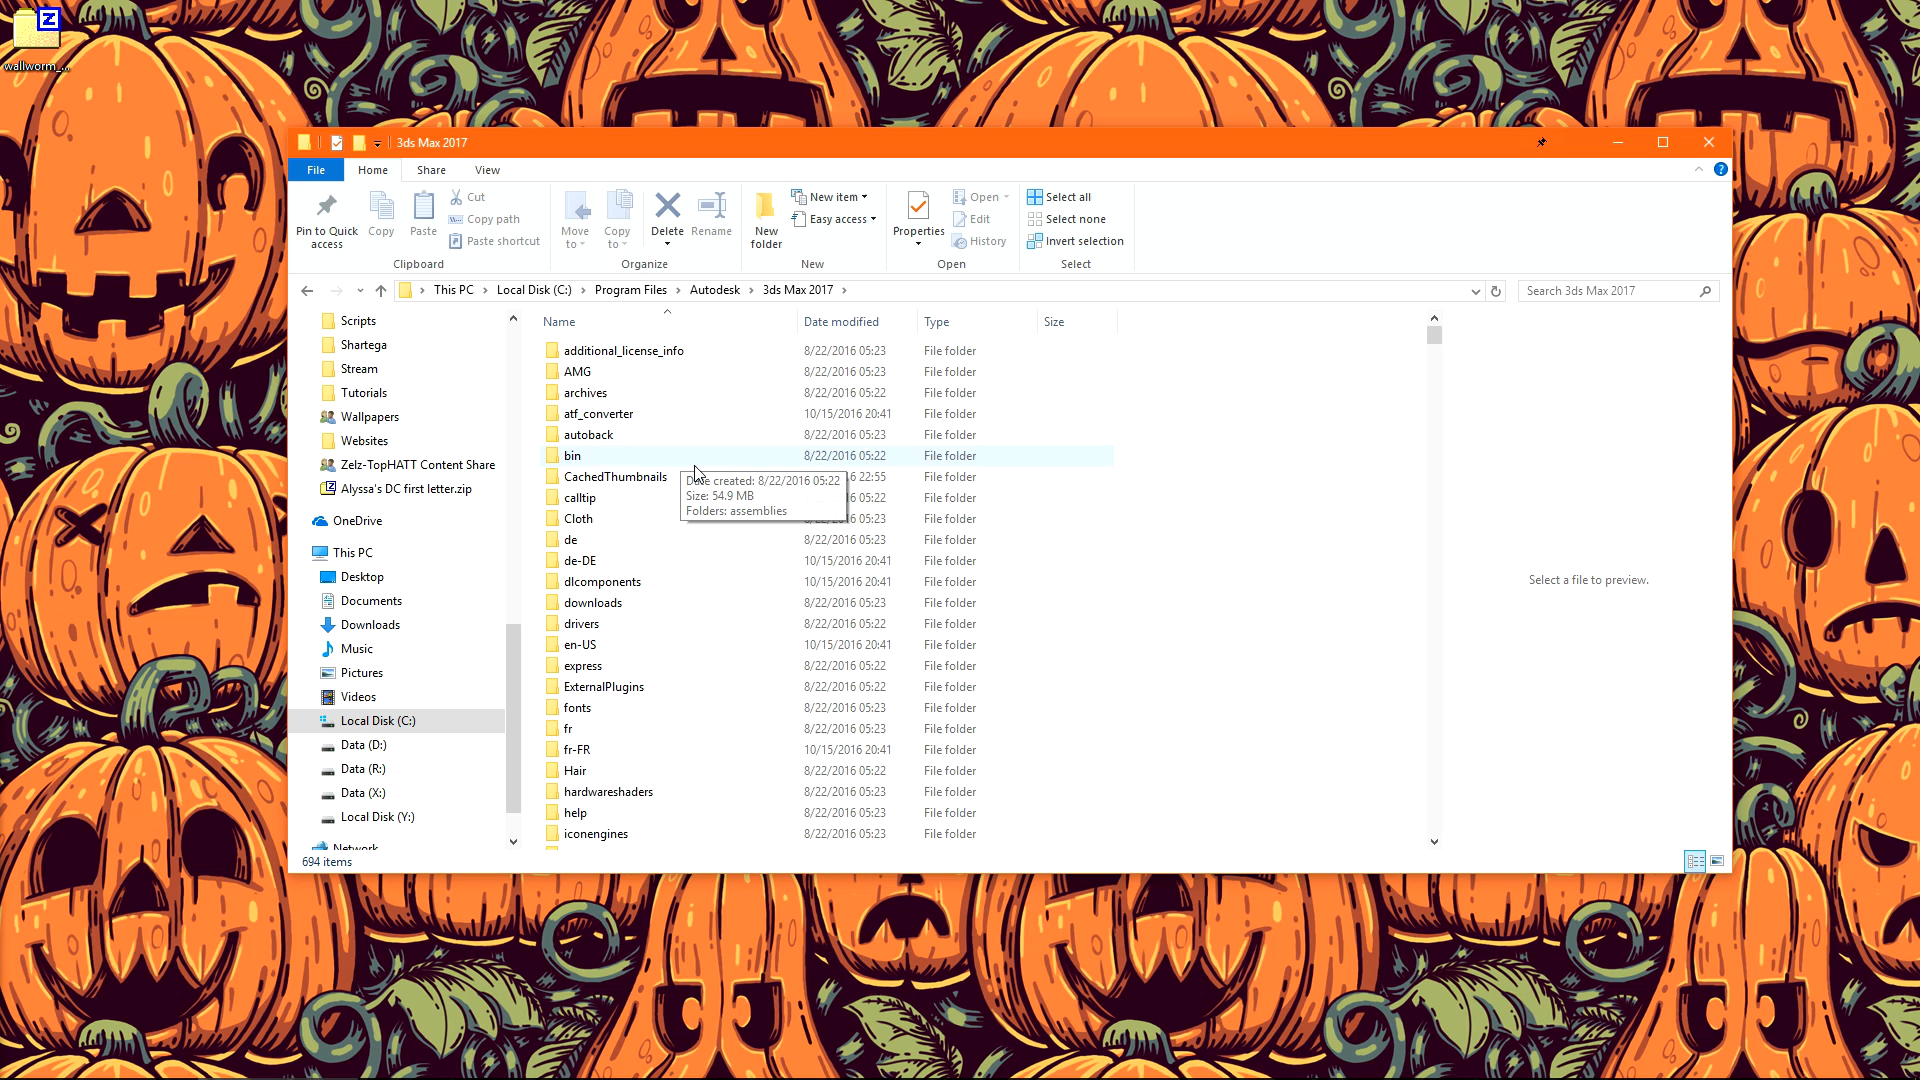 wallworm_...
3ds Max 2017
File Home Share View
Pin to Quick access
Copy
Paste
Cut
Copy path
Paste shortcut
Clipboard
Move to
Copy to
Delete
Rename
Organize
New folder
New item
Easy access
New
Properties
Open
Edit
History
Open
Select all
Select none
Invert selection
Select
This PC > Local Disk (C:) > Program Files > Autodesk > 3ds Max 2017 >
Search 3ds Max 2017
Scripts
Shartega
Stream
Tutorials
Wallpapers
Websites
Zelz-TopHATT Content Share
Alyssa's DC first letter.zip
OneDrive
This PC
Desktop
Documents
Downloads
Music
Pictures
Videos
Local Disk (C:)
Data (D:)
Data (R:)
Data (X:)
Local Disk (Y:)
Network
Name Date modified Type Size
additional_license_info 8/22/2016 05:23 File folder
AMG 8/22/2016 05:23 File folder
archives 8/22/2016 05:22 File folder
atf_converter 10/15/2016 20:41 File folder
autoback 8/22/2016 05:23 File folder
bin 8/22/2016 05:22 File folder
CachedThumbnails 6 22:55 File folder
calltip 16 05:22 File folder
Cloth 05:23 File folder
de 8/22/2016 05:23 File folder
de-DE 10/15/2016 20:41 File folder
dlcomponents 10/15/2016 20:41 File folder
downloads 8/22/2016 05:23 File folder
drivers 8/22/2016 05:22 File folder
en-US 10/15/2016 20:41 File folder
express 8/22/2016 05:22 File folder
ExternalPlugins 8/22/2016 05:22 File folder
fonts 8/22/2016 05:23 File folder
fr 8/22/2016 05:23 File folder
fr-FR 10/15/2016 20:41 File folder
Hair 8/22/2016 05:22 File folder
hardwareshaders 8/22/2016 05:23 File folder
help 8/22/2016 05:23 File folder
iconengines 8/22/2016 05:23 File folder
Date created: 8/22/2016 05:22
Size: 54.9 MB
Folders: assemblies
Select a file to preview.
694 items